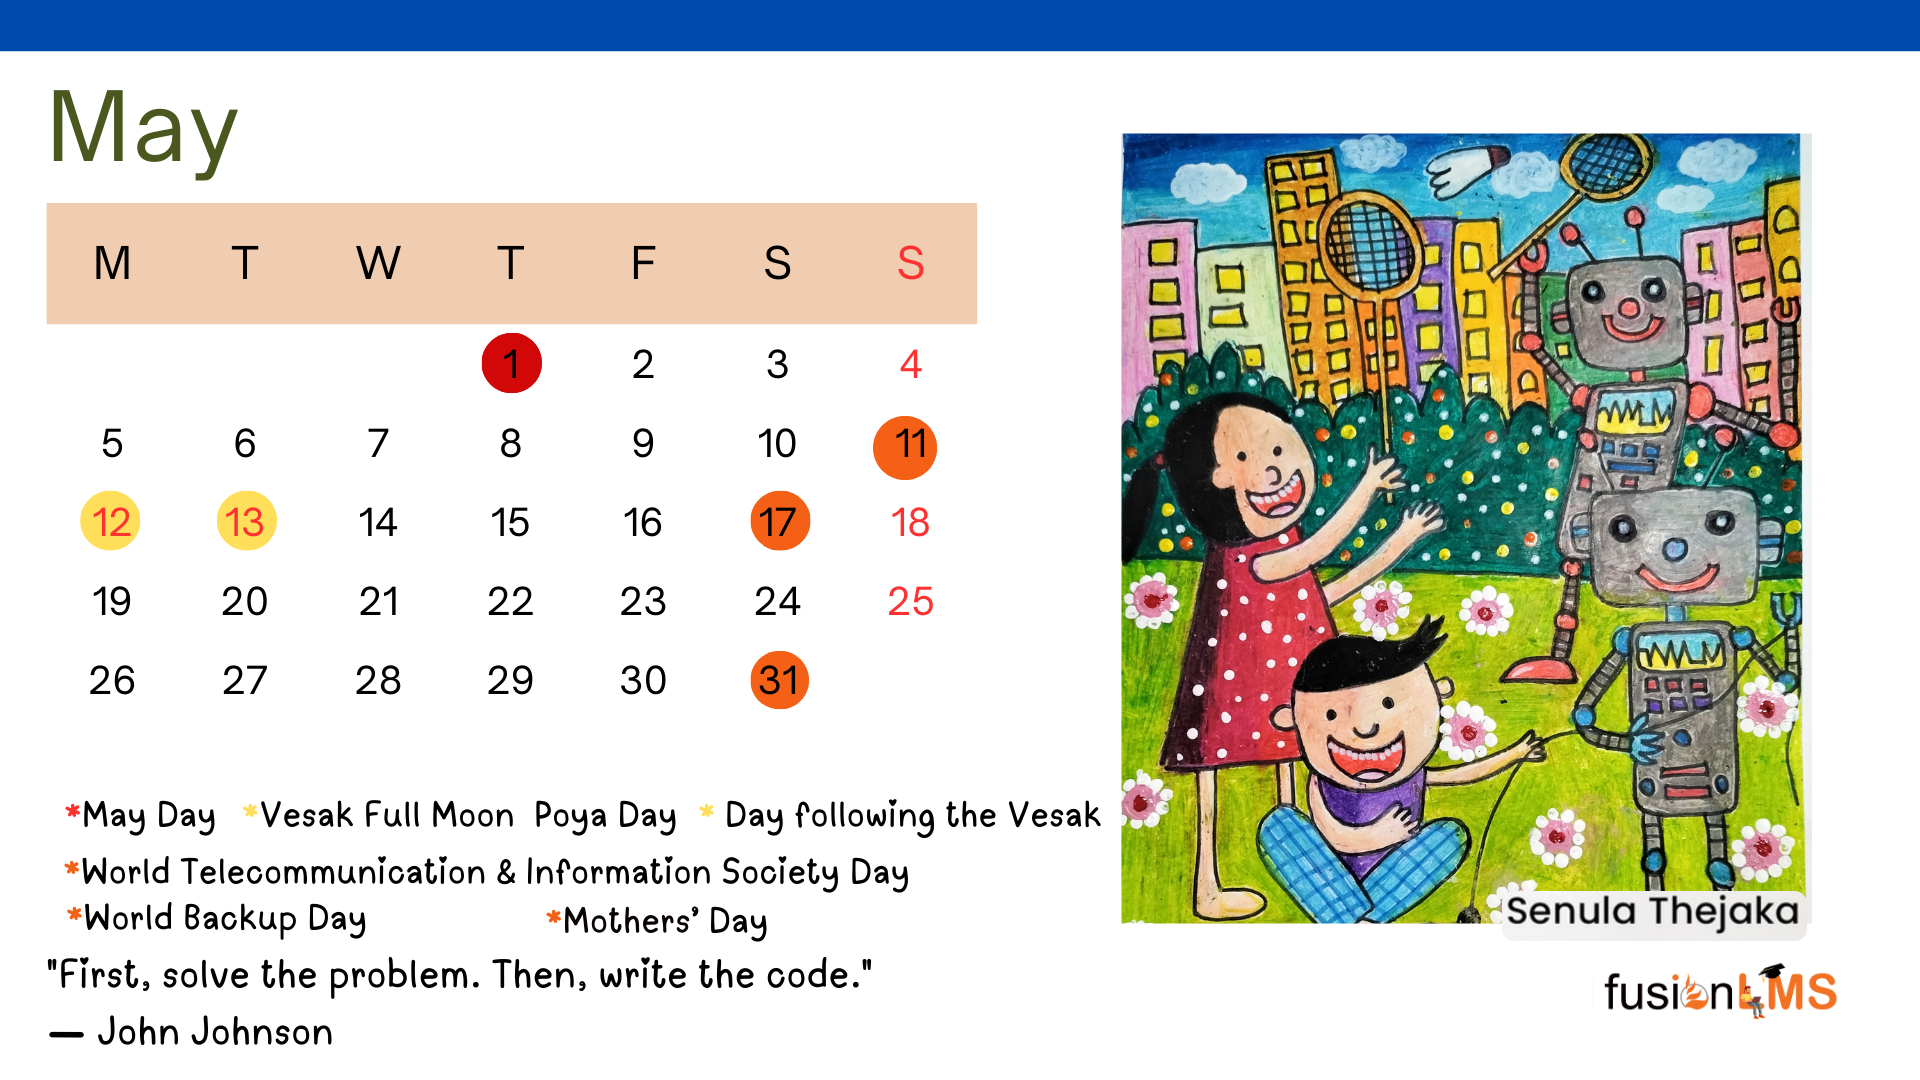 May
M T W T F S S
1 2 3 4
5 6 7 8 9 10 11
12 13 14 15 16 17 18
19 20 21 22 23 24 25
26 27 28 29 30 31
*May Day *Vesak Full Moon Poya Day * Day following the Vesak
*World Telecommunication & Information Society Day
*World Backup Day *Mothers' Day
"First, solve the problem. Then, write the code."
— John Johnson
Senula Thejaka
fusionLMS